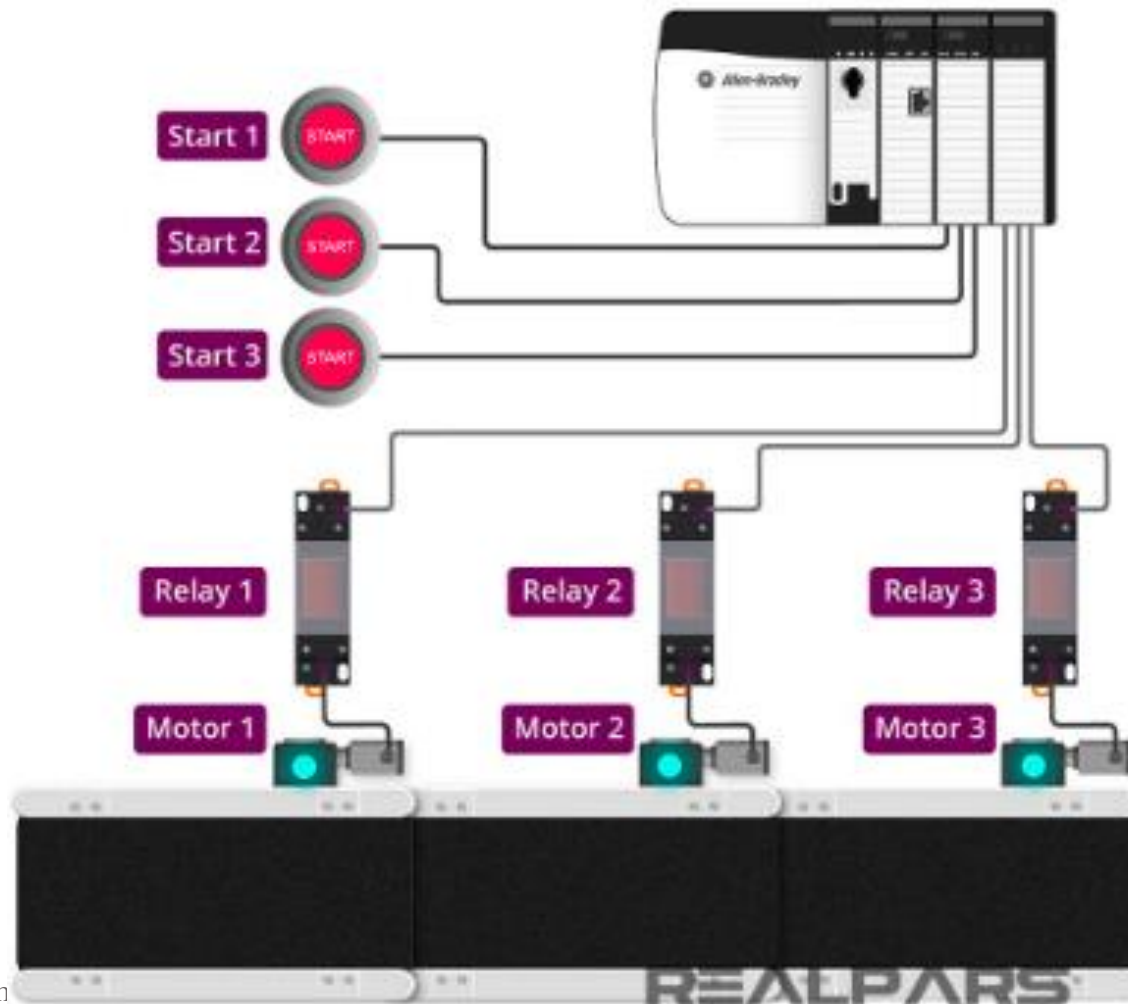 Allen-Bradley
Start 1
START
Start 2
START
Start 3
START
Relay 1
Relay 2
Relay 3
Motor 1
Motor 2
Motor 3
REALPARS